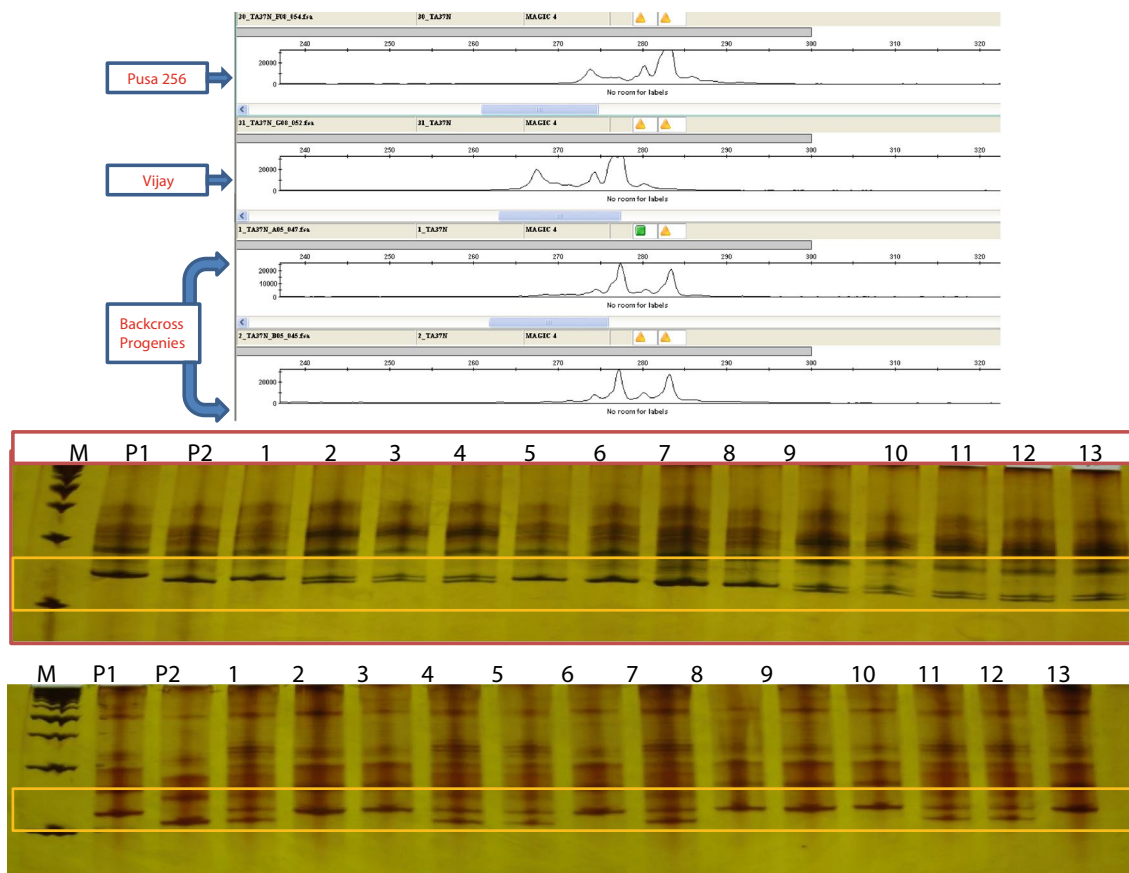 30_TA37N_F08_064.fsa 30_TA37N MAGIC 4
240 250 260 270 280 290 300 310 320
20000
0
No room for labels
Pusa 256
31_TA37N_G08_052.fsa 31_TA37N MAGIC 4
240 250 260 270 280 290 300 310 320
20000
0
No room for labels
Vijay
1_TA37N_A05_047.fsa 1_TA37N MAGIC 4
240 250 260 270 280 290 300 310 320
20000
10000
0
No room for labels
Backcross
Progenies
2_TA37N_B05_045.fsa 2_TA37N MAGIC 4
240 250 260 270 280 290 300 310 320
20000
0
No room for labels
M P1 P2 1 2 3 4 5 6 7 8 9 10 11 12 13
M P1 P2 1 2 3 4 5 6 7 8 9 10 11 12 13